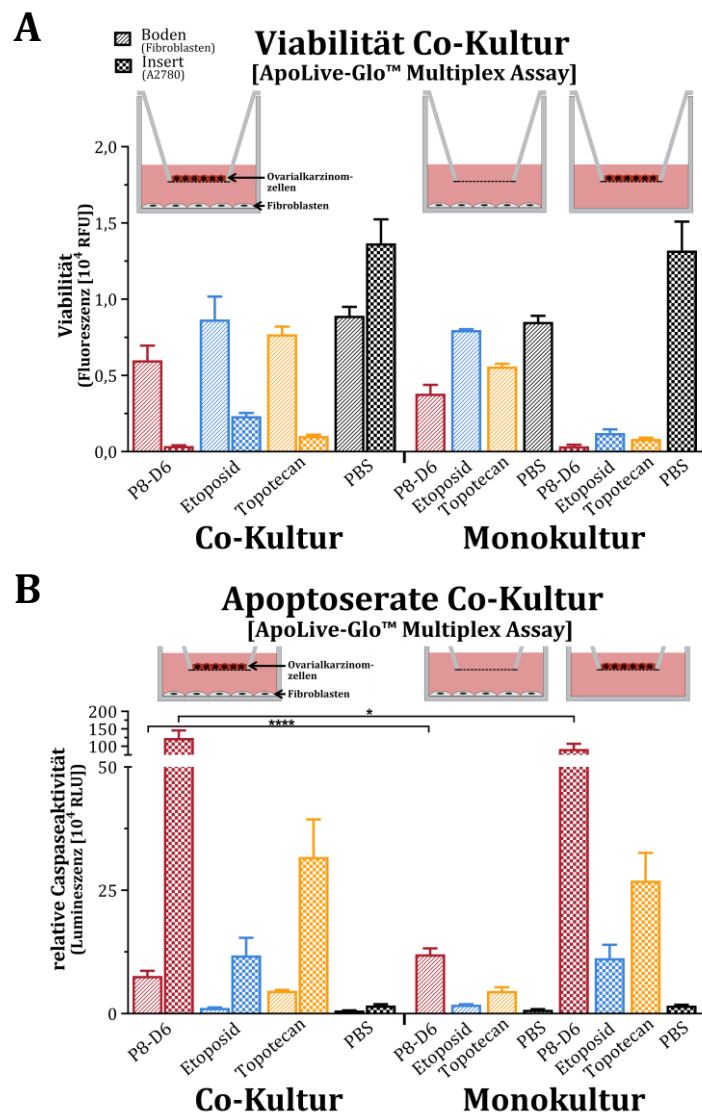 A
Viabilität Co-Kultur
[ApoLive-Glo™ Multiplex Assay]
Boden
(Fibroblasten)
Insert
(A2780)
Ovarialkarzinom-
zellen
Fibroblasten
Viabilität
(Fluoreszenz [10⁴ RFU])
2,0
1,5
1,0
0,5
0,0
P8-D6
Etoposid
Topotecan
PBS
P8-D6
Etoposid
Topotecan
PBS
P8-D6
Etoposid
Topotecan
PBS
Co-Kultur
Monokultur
B
Apoptoserate Co-Kultur
[ApoLive-Glo™ Multiplex Assay]
Ovarialkarzinom-
zellen
Fibroblasten
relative Caspaseaktivität
(Lumineszenz [10⁴ RLU])
200
150
100
50
25
0
****
*
P8-D6
Etoposid
Topotecan
PBS
P8-D6
Etoposid
Topotecan
PBS
P8-D6
Etoposid
Topotecan
PBS
Co-Kultur
Monokultur